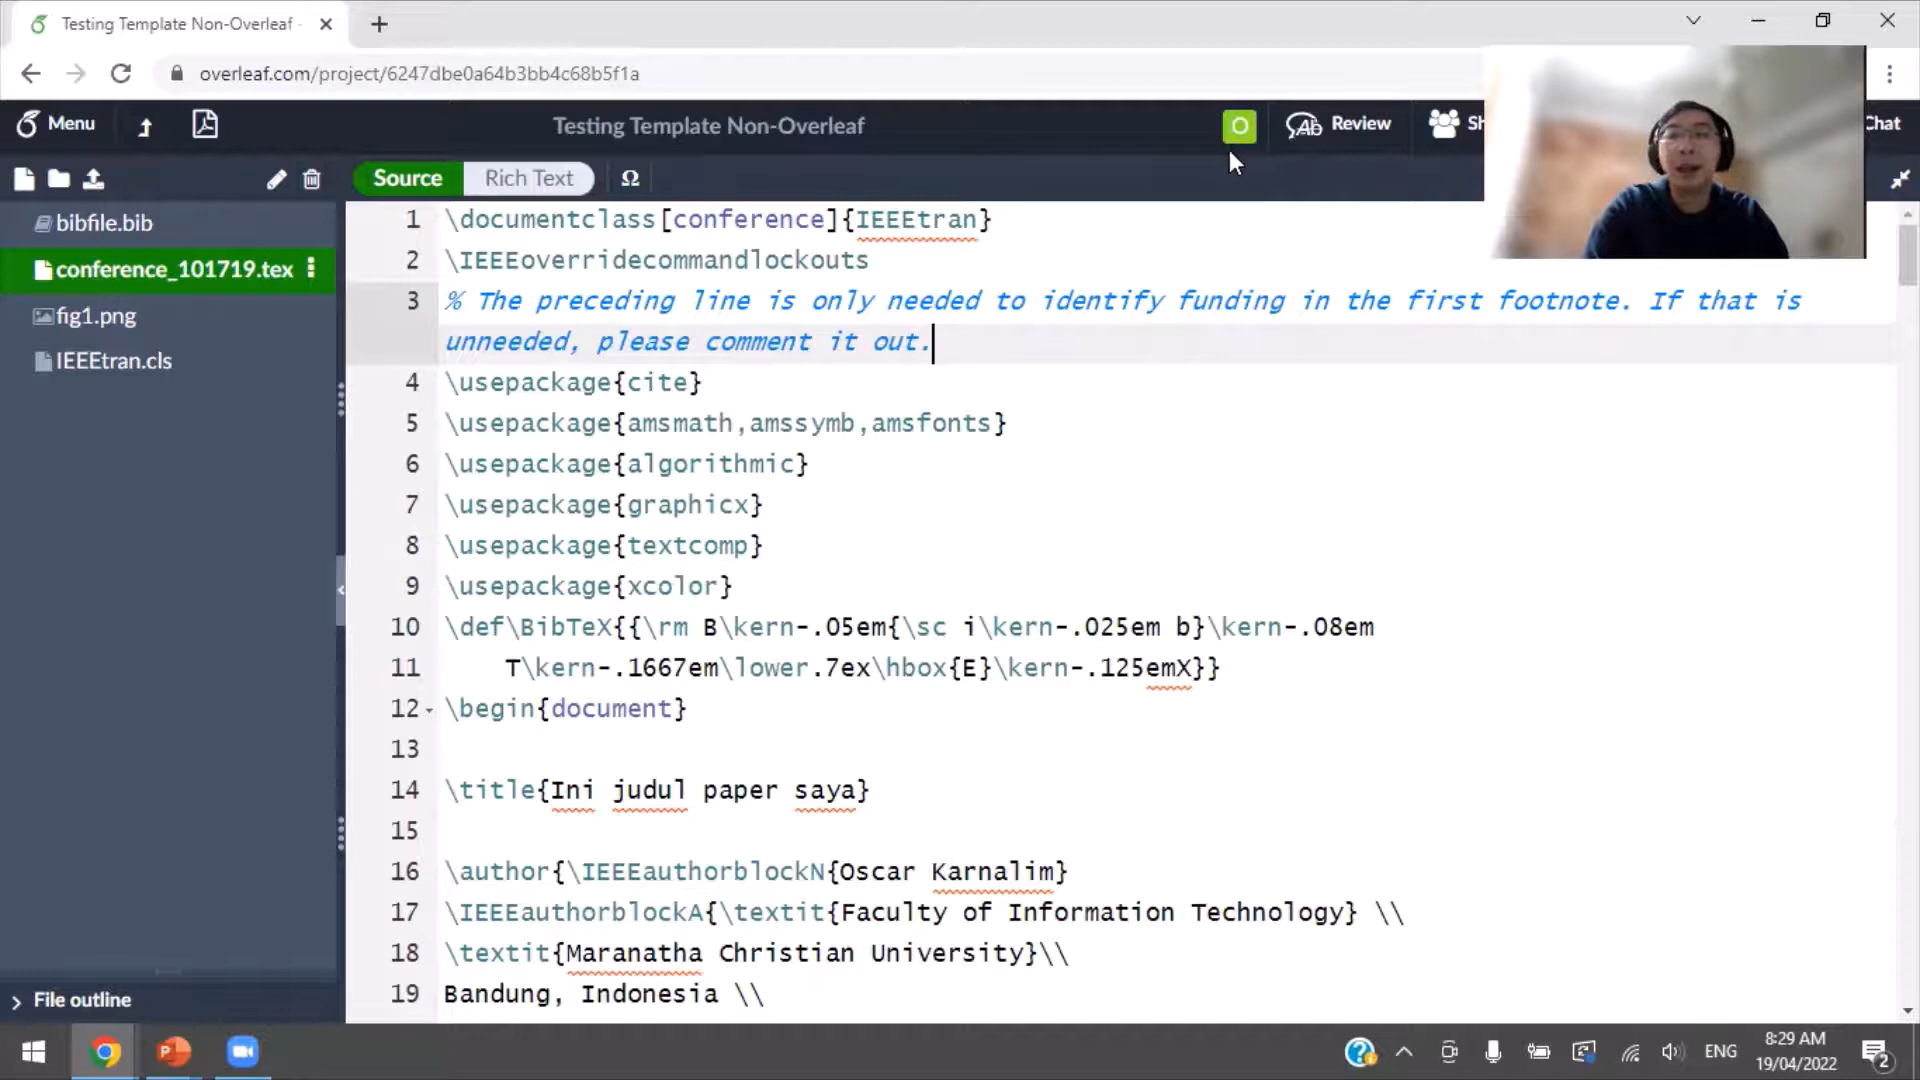 Testing Template Non-Overleaf -
overleaf.com/project/6247dbe0a64b3bb4c68b5f1a
Menu
Testing Template Non-Overleaf
O
Review
Chat
Source
Rich Text
Ω
bibfile.bib
conference_101719.tex
fig1.png
IEEEtran.cls
File outline
1 \documentclass[conference]{IEEEtran}
2 \IEEEoverridecommandlockouts
3 % The preceding line is only needed to identify funding in the first footnote. If that is
unneeded, please comment it out.
4 \usepackage{cite}
5 \usepackage{amsmath,amssymb,amsfonts}
6 \usepackage{algorithmic}
7 \usepackage{graphicx}
8 \usepackage{textcomp}
9 \usepackage{xcolor}
10 \def\BibTeX{{\rm B\kern-.05em{\sc i\kern-.025em b}\kern-.08em
11 T\kern-.1667em\lower.7ex\hbox{E}\kern-.125emX}}
12 \begin{document}
13
14 \title{Ini judul paper saya}
15
16 \author{\IEEEauthorblockN{Oscar Karnalim}
17 \IEEEauthorblockA{\textit{Faculty of Information Technology} \\
18 \textit{Maranatha Christian University}\\
19 Bandung, Indonesia \\
ENG
8:29 AM
19/04/2022
2